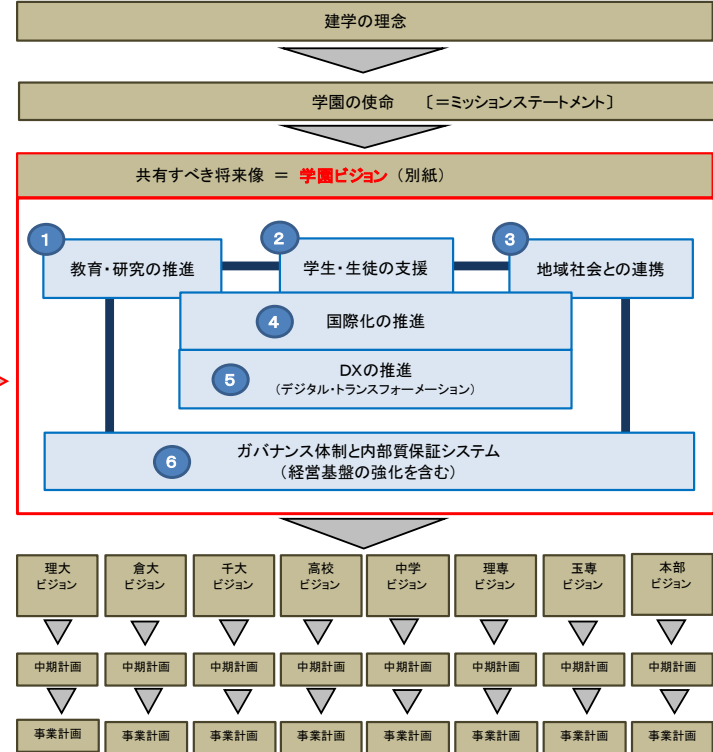 建学の理念
学園の使命 〔＝ミッションステートメント〕
共有すべき将来像 ＝ 学園ビジョン（別紙）
1
教育・研究の推進
2
学生・生徒の支援
3
地域社会との連携
4
国際化の推進
5
DXの推進
（デジタル・トランスフォーメーション）
6
ガバナンス体制と内部質保証システム
（経営基盤の強化を含む）
理大
ビジョン
倉大
ビジョン
千大
ビジョン
高校
ビジョン
中学
ビジョン
理専
ビジョン
玉専
ビジョン
本部
ビジョン
中期計画
中期計画
中期計画
中期計画
中期計画
中期計画
中期計画
中期計画
事業計画
事業計画
事業計画
事業計画
事業計画
事業計画
事業計画
事業計画